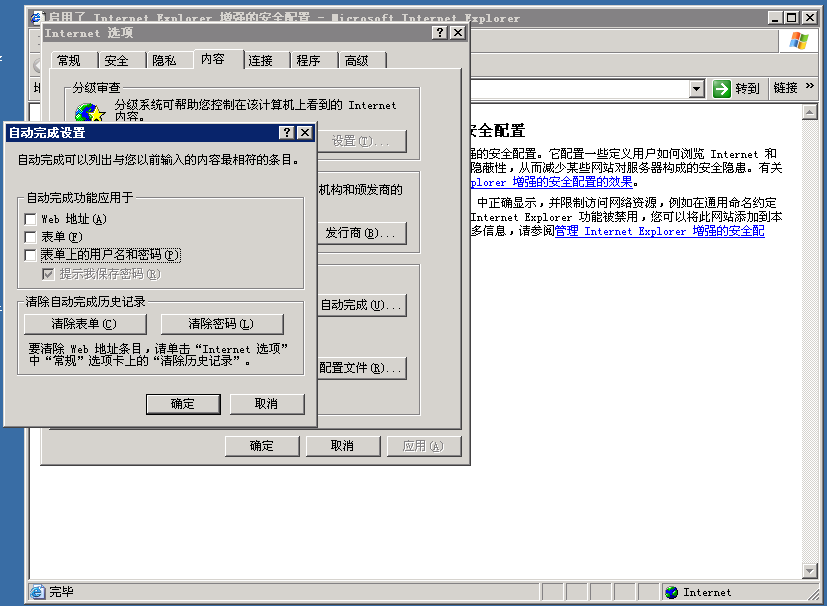 启用了 Internet Explorer 增强的安全配置 - Microsoft Internet Explorer
Internet 选项
常规 安全 隐私 内容 连接 程序 高级
转到 链接 »
分级审查
分级系统可帮助您控制在该计算机上看到的 Internet
内容。
设置(T)...
机构和颁发商的
发行商(B)...
自动完成(U)...
配置文件(R)...
确定 取消 应用(A)
自动完成设置
自动完成可以列出与您以前输入的内容最相符的条目。
自动完成功能应用于
Web 地址(A)
表单(F)
表单上的用户名和密码(P)
提示我保存密码(R)
清除自动完成历史记录
清除表单(C) 清除密码(L)
要清除 Web 地址条目，请单击“Internet 选项”
中“常规”选项卡上的“清除历史记录”。
确定 取消
安全配置
的安全配置。它配置一些定义用户如何浏览 Internet 和
隐蔽性，从而减少某些网站对服务器构成的安全隐患。有关
plorer 增强的安全配置的效果。
中正确显示，并限制访问网络资源，例如在通用命名约定
Internet Explorer 功能被禁用，您可以将此网站添加到本
多信息，请参阅管理 Internet Explorer 增强的安全配
完毕
Internet